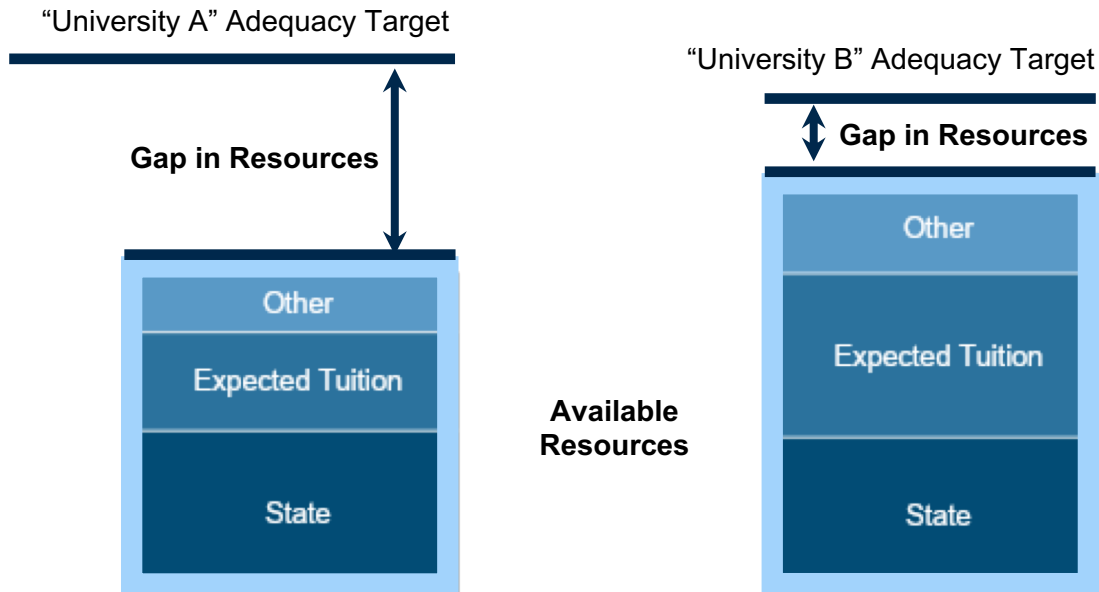 “University A” Adequacy Target
Gap in Resources
Other
Expected Tuition
State
Available
Resources
“University B” Adequacy Target
Gap in Resources
Other
Expected Tuition
State